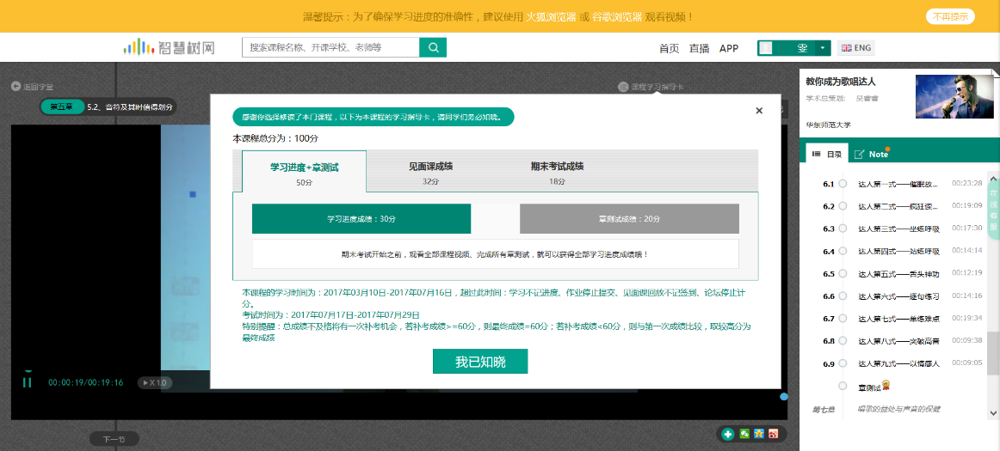 温馨提示：为了确保学习进度的准确性，建议使用 火狐浏览器 或 谷歌浏览器 观看视频！
不再提示
智慧树网
搜索课程名称、开课学校、老师等
首页 直播 APP
雯
ENG
返回学堂
课程学习指导卡
第五章 5.2、音符及其时值得划分
感谢你选择修读了本门课程，以下为本课程的学习指导卡，请同学们务必知晓。
本课程总分为：100分
学习进度+章测试 见面课成绩 期末考试成绩
50分 32分 18分
学习进度成绩：30分 章测试成绩：20分
期末考试开始之前，观看全部课程视频、完成所有章测试，就可以获得全部学习进度成绩哦！
本课程的学习时间为：2017年03月10日-2017年07月16日，超过此时间：学习不记进度、作业停止提交、见面课回放不记签到、论坛停止计
分。
考试时间为：2017年07月17日-2017年07月29日
特别提醒：总成绩不及格将有一次补考机会，若补考成绩>=60分，则最终成绩=60分；若补考成绩<60分，则与第一次成绩比较，取较高分为
最终成绩
我已知晓
00:00:19/00:19:16
X 1.0
下一节
教你成为歌唱达人
学术总策划：
华东师范大学
目录 Note
6.1 达人第一式——催眠放... 00:23:28
6.2 达人第二式——疯狂读... 00:19:09
6.3 达人第三式——坐练呼吸 00:17:30
6.4 达人第四式——站练呼吸 00:14:14
6.5 达人第五式——舌头神功 00:12:19
6.6 达人第六式——逐句练习 00:14:16
6.7 达人第七式——单练难点 00:19:34
6.8 达人第八式——突破高音 00:09:38
6.9 达人第九式——以情感人 00:09:05
章测试
第七章 唱歌的益处与声音的保健
在线客服